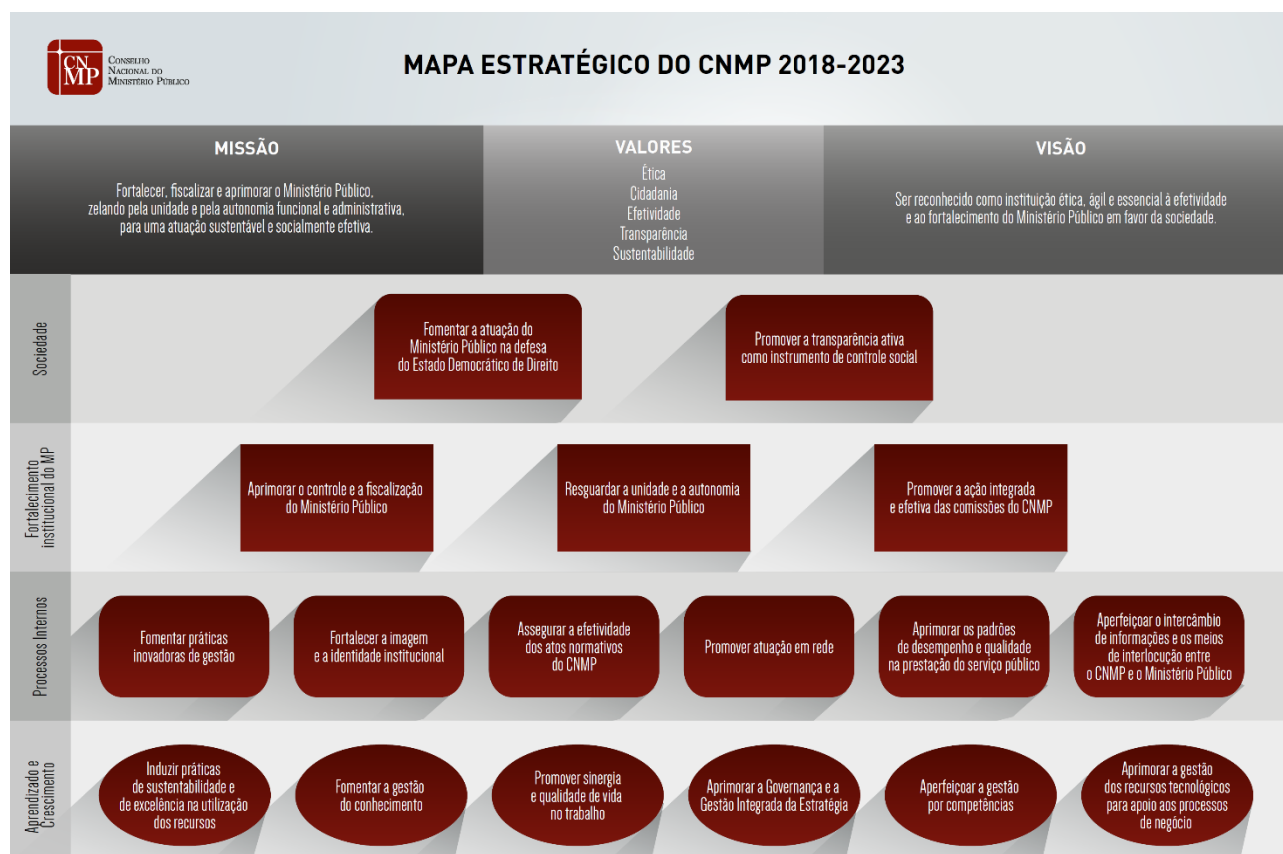 CN
MP
CONSELHO
NACIONAL DO
MINISTÉRIO PÚBLICO
MAPA ESTRATÉGICO DO CNMP 2018-2023
MISSÃO
Fortalecer, fiscalizar e aprimorar o Ministério Público,
zelando pela unidade e pela autonomia funcional e administrativa,
para uma atuação sustentável e socialmente efetiva.
VALORES
Ética
Cidadania
Efetividade
Transparência
Sustentabilidade
VISÃO
Ser reconhecido como instituição ética, ágil e essencial à efetividade
e ao fortalecimento do Ministério Público em favor da sociedade.
Sociedade
Fomentar a atuação do
Ministério Público na defesa
do Estado Democrático de Direito
Promover a transparência ativa
como instrumento de controle social
Fortalecimento
institucional do MP
Aprimorar o controle e a fiscalização
do Ministério Público
Resguardar a unidade e a autonomia
do Ministério Público
Promover a ação integrada
e efetiva das comissões do CNMP
Processos Internos
Fomentar práticas
inovadoras de gestão
Fortalecer a imagem
e a identidade institucional
Assegurar a efetividade
dos atos normativos
do CNMP
Promover atuação em rede
Aprimorar os padrões
de desempenho e qualidade
na prestação do serviço público
Aperfeiçoar o intercâmbio
de informações e os meios
de interlocução entre
o CNMP e o Ministério Público
Aprendizado e
Crescimento
Induzir práticas
de sustentabilidade e
de excelência na utilização
dos recursos
Fomentar a gestão
do conhecimento
Promover sinergia
e qualidade de vida
no trabalho
Aprimorar a Governança e a
Gestão Integrada da Estratégia
Aperfeiçoar a gestão
por competências
Aprimorar a gestão
dos recursos tecnológicos
para apoio aos processos
de negócio